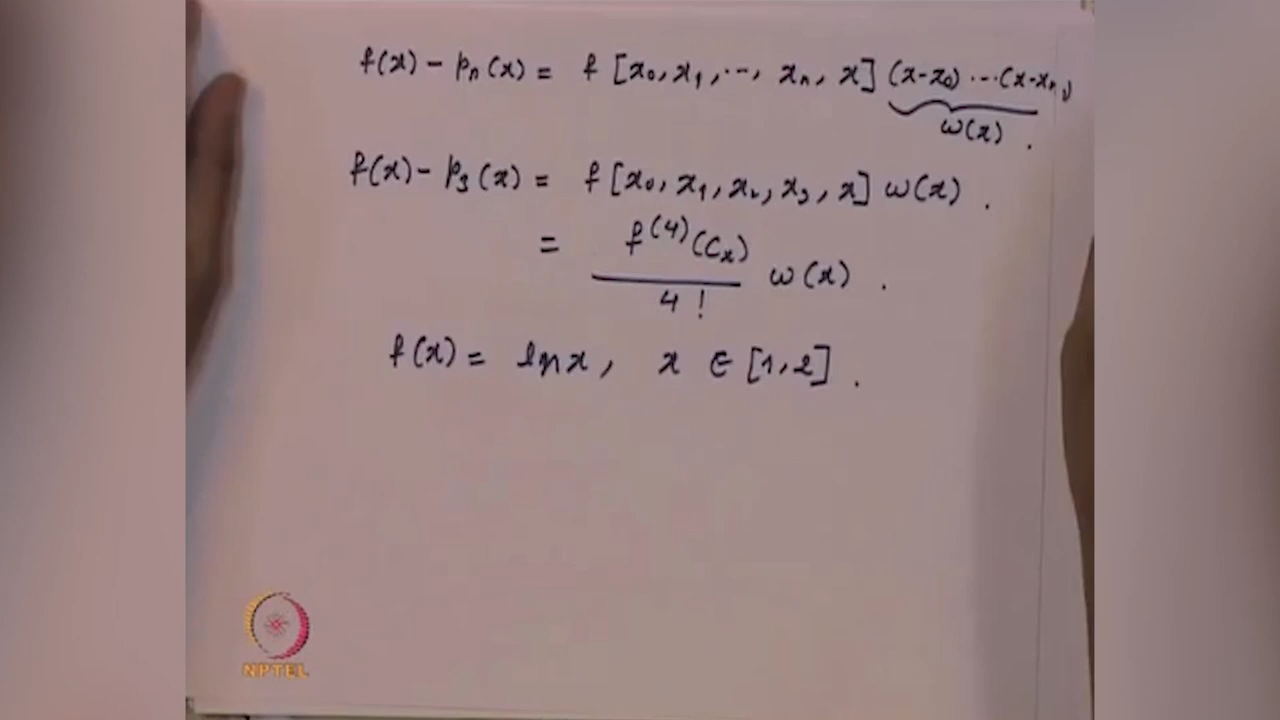 f(x) - pₙ(x) = f [x₀, x₁, ..., xₙ, x] (x-x₀) ... (x-xₙ)
ω(x) .
f(x) - p₃(x) = f [x₀, x₁, x₂, x₃, x] ω(x) .
= f⁽⁴⁾(cₓ) / 4! ω(x) .
f(x) = ln x, x ∈ [1, 2] .
NPTEL